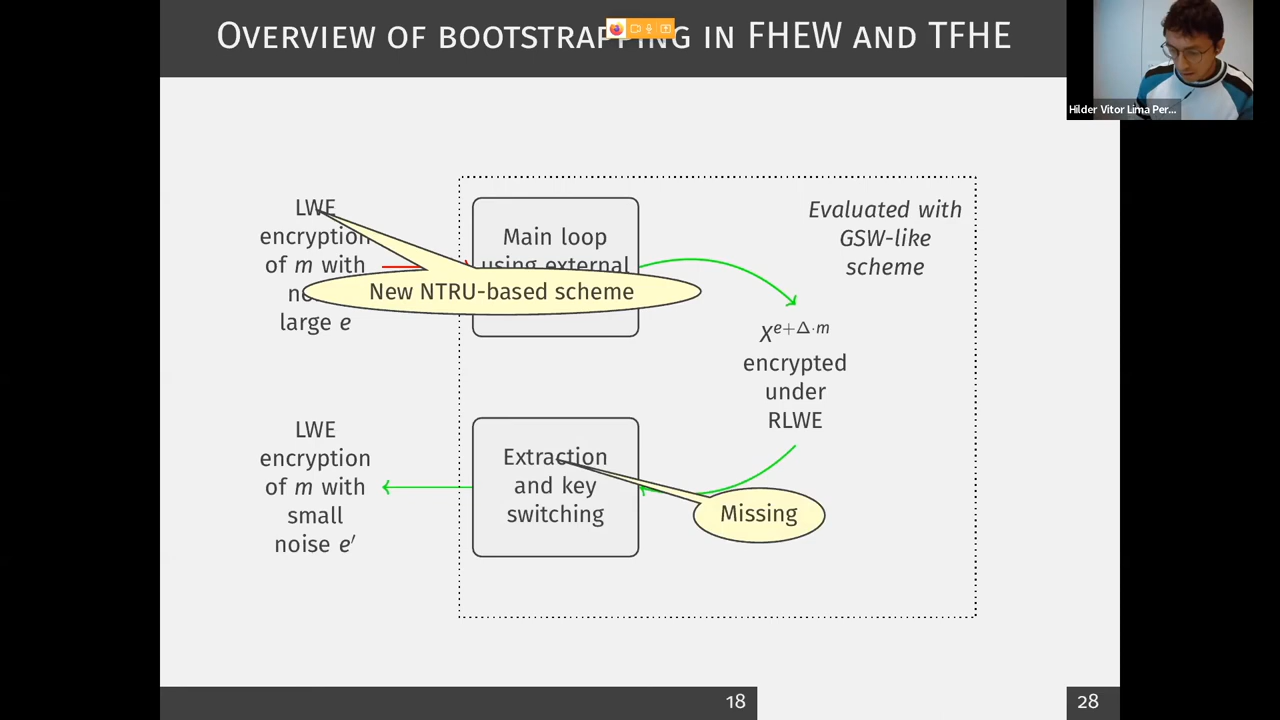 OVERVIEW OF BOOTSTRAPPING IN FHEW AND TFHE
Hilder Vitor Lima Per...
LWE
encryption
of m with
large e
Main loop
using external
New NTRU-based scheme
Evaluated with
GSW-like
scheme
X^{e+Δ·m}
encrypted
under
RLWE
LWE
encryption
of m with
small
noise e′
Extraction
and key
switching
Missing
18
28